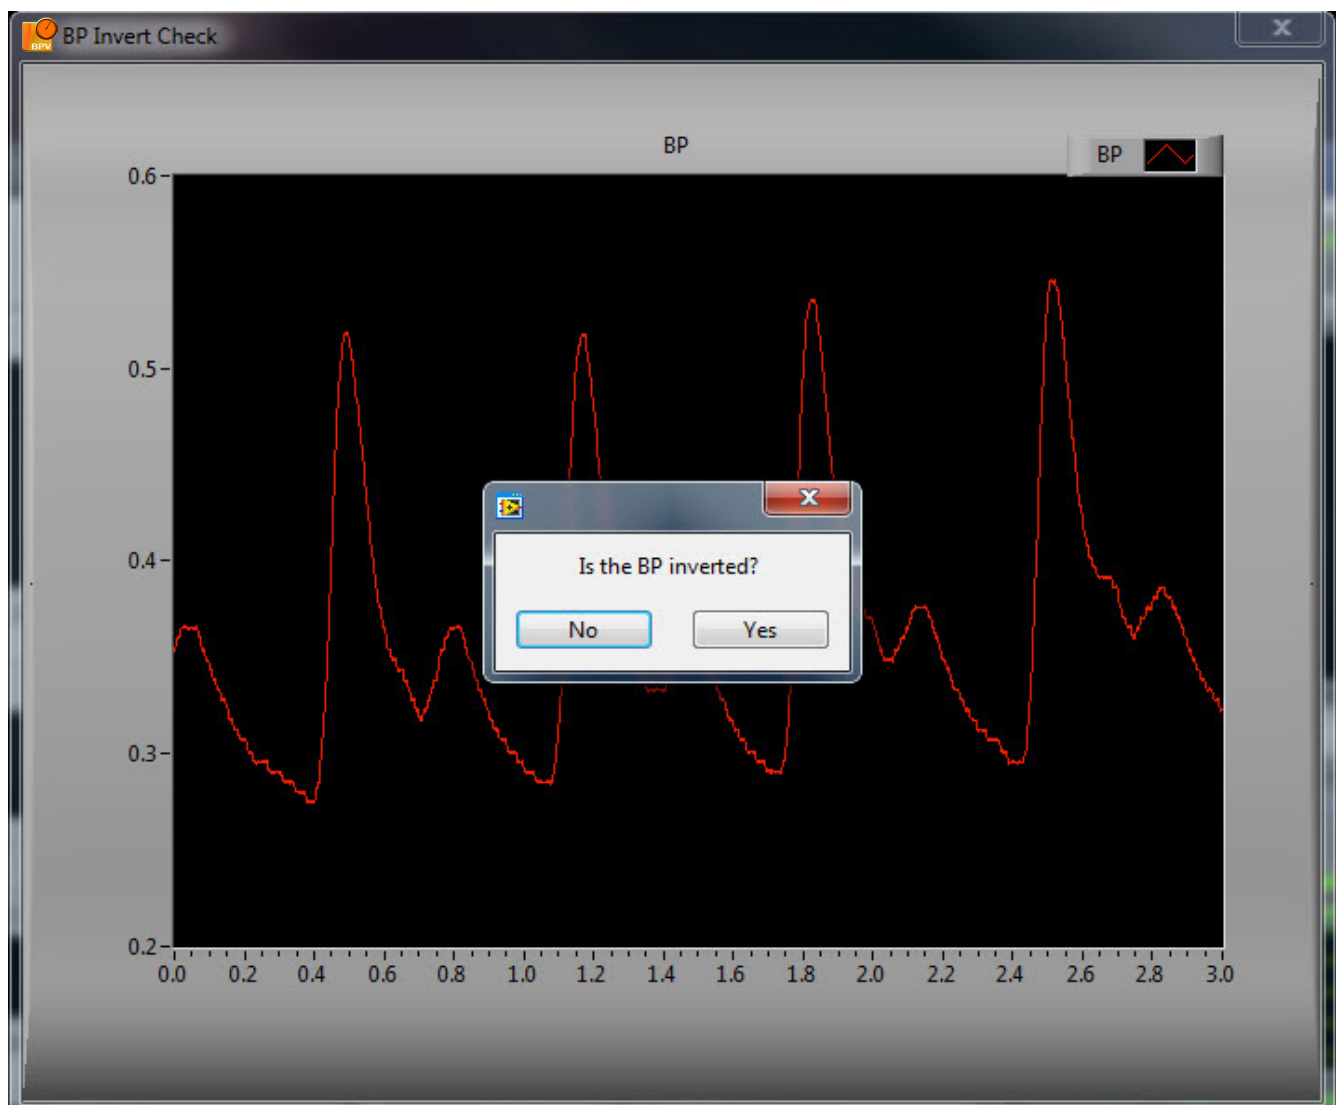 BPV BP Invert Check
X
BP
BP
0.6
0.5
0.4
0.3
0.2
0.0 0.2 0.4 0.6 0.8 1.0 1.2 1.4 1.6 1.8 2.0 2.2 2.4 2.6 2.8 3.0
X
Is the BP inverted?
No Yes